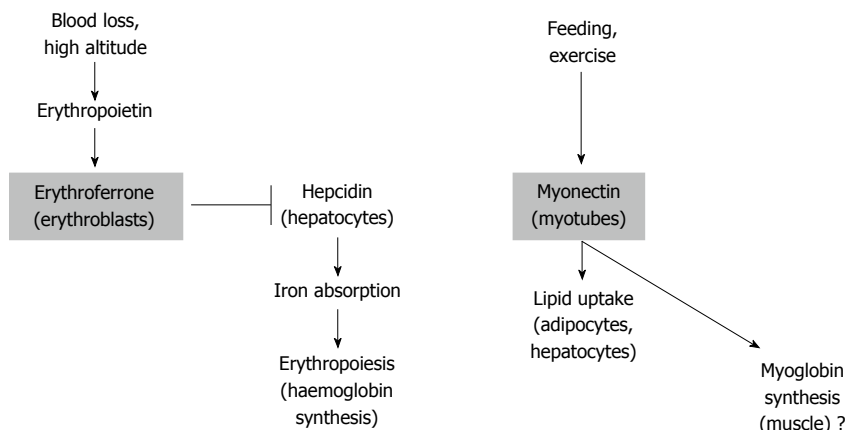 Blood loss,
high altitude
Erythropoietin
Erythroferrone
(erythroblasts)
Hepcidin
(hepatocytes)
Iron absorption
Erythropoiesis
(haemoglobin
synthesis)
Feeding,
exercise
Myonectin
(myotubes)
Lipid uptake
(adipocytes,
hepatocytes)
Myoglobin
synthesis
(muscle) ?